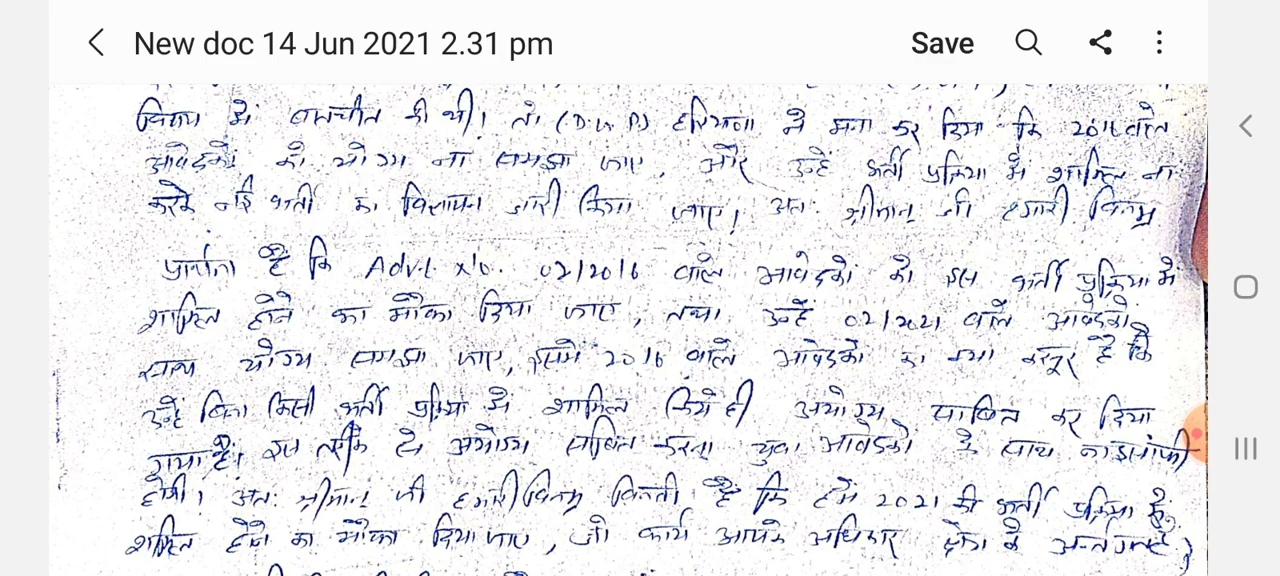 New doc 14 Jun 2021 2.31 pm
Save
विभाग में बातचीत की थी। तो (D.W.P.) हरियाणा ने मना कर दिया कि 2016 वाले
आवेदकों को योग्य ना समझा जाए, और उन्हें भर्ती प्रक्रिया में शामिल ना
करके नई भर्ती का विज्ञापन जारी किया जाए। अतः श्रीमान् जी हमारी विनम्र
प्रार्थना है कि Advt. No. 02/2016 वाले आवेदकों को इस भर्ती प्रक्रिया में
शामिल होने का मौका दिया जाए, तथा उन्हें 02/2021 वाले आवेदकों
योग्य समझा जाए, इसमें 2016 वाले आवेदकों का क्या कसूर है कि
उन्हें बिना किसी भर्ती प्रक्रिया में शामिल किये ही अयोग्य साबित कर दिया
गया है। इस तरीके से अयोग्य साबित करना युवा आवेदकों के साथ नाइंसाफी
होगी। अतः श्रीमान् जी हमारी विनम्र विनती है कि हमें 2021 की भर्ती प्रक्रिया में
शामिल होने का मौका दिया जाए, जो कार्य आपके अधिकार क्षेत्र के अन्तर्गत है,